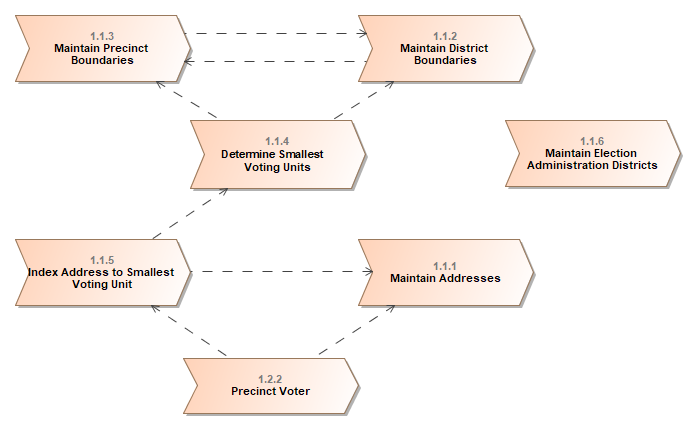 1.1.3
Maintain Precinct
Boundaries
1.1.2
Maintain District
Boundaries
1.1.4
Determine Smallest
Voting Units
1.1.6
Maintain Election
Administration Districts
1.1.5
Index Address to Smallest
Voting Unit
1.1.1
Maintain Addresses
1.2.2
Precinct Voter